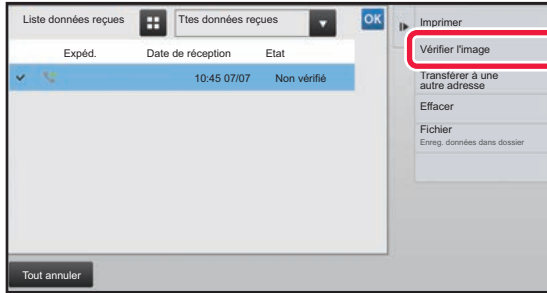 Liste données reçues
Ttes données reçues
OK
Expéd.
Date de réception
Etat
10:45 07/07
Non vérifié
Imprimer
Vérifier l'image
Transférer à une
autre adresse
Effacer
Fichier
Enreg. données dans dossier
Tout annuler